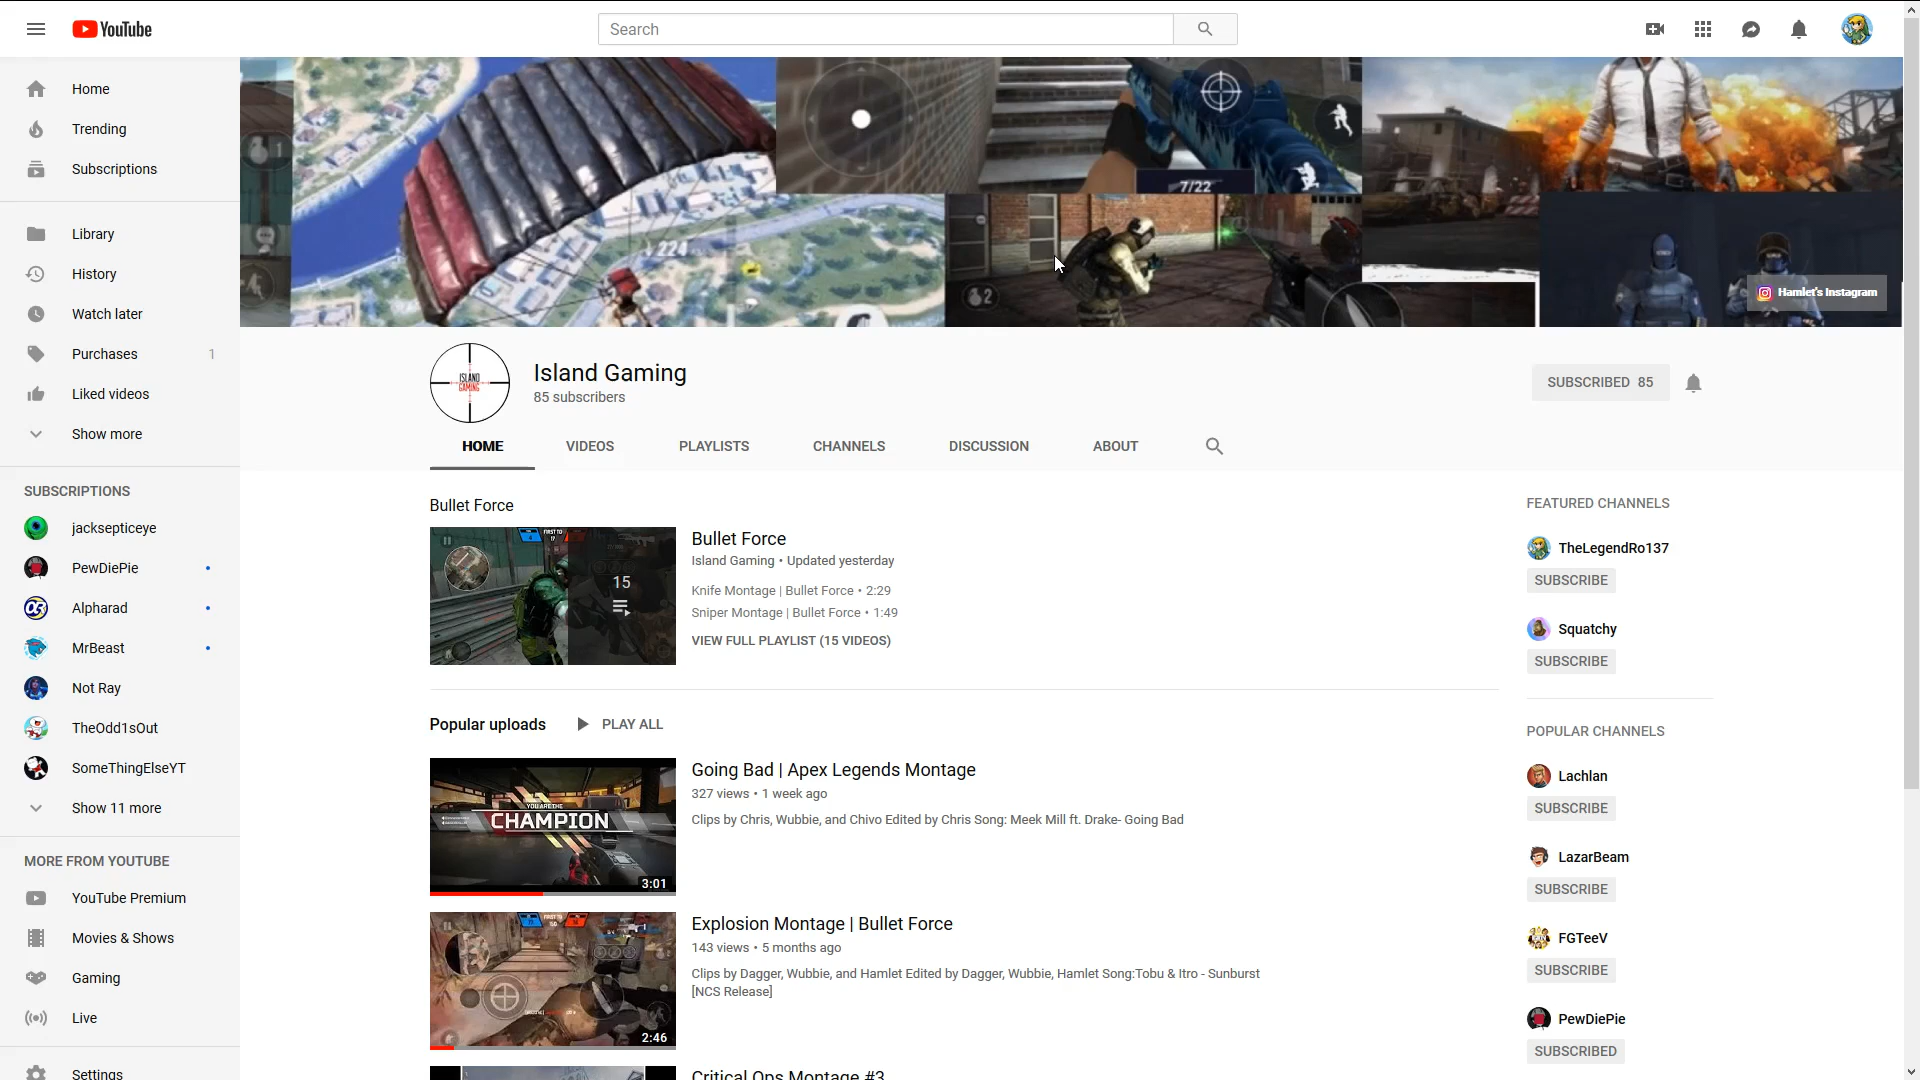 YouTube
Search
Home
Trending
Subscriptions
Library
History
Watch later
Purchases 1
Liked videos
Show more
SUBSCRIPTIONS
jacksepticeye
PewDiePie
Alpharad
MrBeast
Not Ray
TheOdd1sOut
SomeThingElseYT
Show 11 more
MORE FROM YOUTUBE
YouTube Premium
Movies & Shows
Gaming
Live
Settings
7/22
224
2
Hamlet's Instagram
ISLAND
GAMING
Island Gaming
85 subscribers
SUBSCRIBED 85
HOME VIDEOS PLAYLISTS CHANNELS DISCUSSION ABOUT
Bullet Force
FIRST TO
17
15
Bullet Force
Island Gaming • Updated yesterday
Knife Montage | Bullet Force • 2:29
Sniper Montage | Bullet Force • 1:49
VIEW FULL PLAYLIST (15 VIDEOS)
Popular uploads PLAY ALL
YOU ARE THE
CHAMPION
3:01
Going Bad | Apex Legends Montage
327 views • 1 week ago
Clips by Chris, Wubbie, and Chivo Edited by Chris Song: Meek Mill ft. Drake- Going Bad
FIRST TO
150
2:46
Explosion Montage | Bullet Force
143 views • 5 months ago
Clips by Dagger, Wubbie, and Hamlet Edited by Dagger, Wubbie, Hamlet Song:Tobu & Itro - Sunburst
[NCS Release]
Critical Ops Montage #3
FEATURED CHANNELS
TheLegendRo137
SUBSCRIBE
Squatchy
SUBSCRIBE
POPULAR CHANNELS
Lachlan
SUBSCRIBE
LazarBeam
SUBSCRIBE
FGTeeV
SUBSCRIBE
PewDiePie
SUBSCRIBED